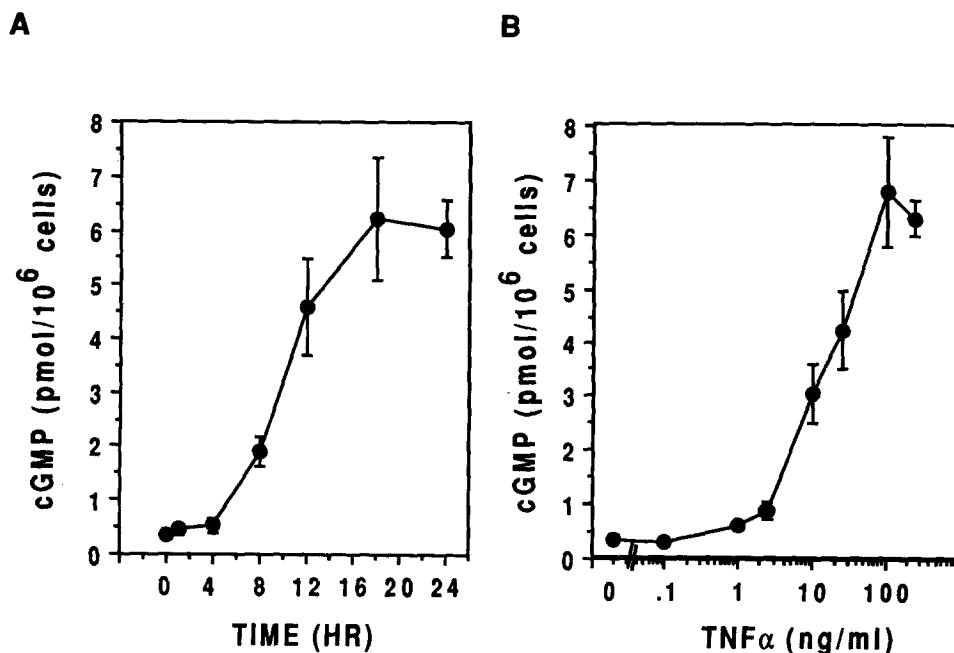 A
B
cGMP (pmol/10⁶ cells)
8
7
6
5
4
3
2
1
0
0 4 8 12 16 20 24
TIME (HR)
cGMP (pmol/10⁶ cells)
8
7
6
5
4
3
2
1
0
0 .1 1 10 100
TNFα (ng/ml)